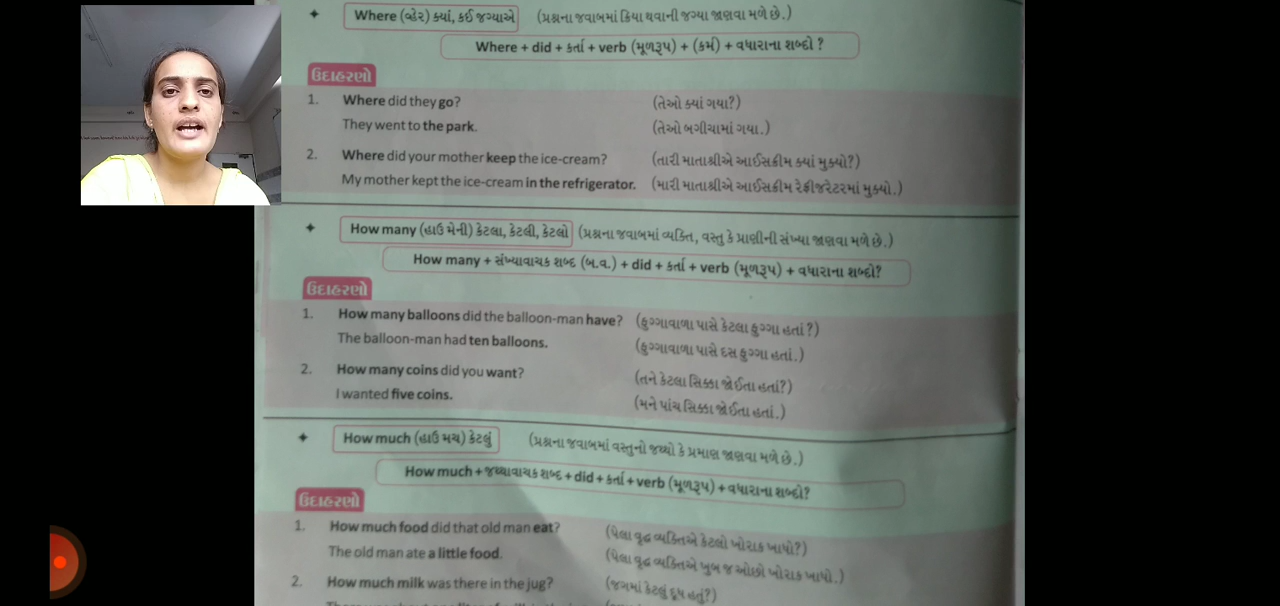 ✦ Where (વ્હેર) ક્યાં, કઈ જગ્યાએ (પ્રશ્નના જવાબમાં ક્રિયા થવાની જગ્યા જાણવા મળે છે.)
Where + did + કર્તા + verb (મૂળરૂપ) + (કર્મ) + વધારાના શબ્દો ?
ઉદાહરણો
1. Where did they go? (તેઓ ક્યાં ગયા?)
They went to the park. (તેઓ બગીચામાં ગયા.)
2. Where did your mother keep the ice-cream? (તારી માતાશ્રીએ આઈસક્રીમ ક્યાં મુક્યો?)
My mother kept the ice-cream in the refrigerator. (મારી માતાશ્રીએ આઈસક્રીમ રેફ્રીજરેટરમાં મુક્યો.)
✦ How many (હાઉ મેની) કેટલા, કેટલી, કેટલો (પ્રશ્નના જવાબમાં વ્યક્તિ, વસ્તુ કે પ્રાણીની સંખ્યા જાણવા મળે છે.)
How many + સંખ્યાવાચક શબ્દ (બ.વ.) + did + કર્તા + verb (મૂળરૂપ) + વધારાના શબ્દો?
ઉદાહરણો
1. How many balloons did the balloon-man have? (ફુગ્ગાવાળા પાસે કેટલા ફુગ્ગા હતાં?)
The balloon-man had ten balloons. (ફુગ્ગાવાળા પાસે દસ ફુગ્ગા હતાં.)
2. How many coins did you want? (તને કેટલા સિક્કા જોઈતા હતાં?)
I wanted five coins. (મને પાંચ સિક્કા જોઈતા હતાં.)
✦ How much (હાઉ મચ) કેટલું (પ્રશ્નના જવાબમાં વસ્તુનો જથ્થો કે પ્રમાણ જાણવા મળે છે.)
How much + જથ્થાવાચક શબ્દ + did + કર્તા + verb (મૂળરૂપ) + વધારાના શબ્દો?
ઉદાહરણો
1. How much food did that old man eat? (પેલા વૃદ્ધ વ્યક્તિએ કેટલો ખોરાક ખાધો?)
The old man ate a little food. (પેલા વૃદ્ધ વ્યક્તિએ ખુબ જ ઓછો ખોરાક ખાધો.)
2. How much milk was there in the jug? (જગમાં કેટલું દૂધ હતું?)